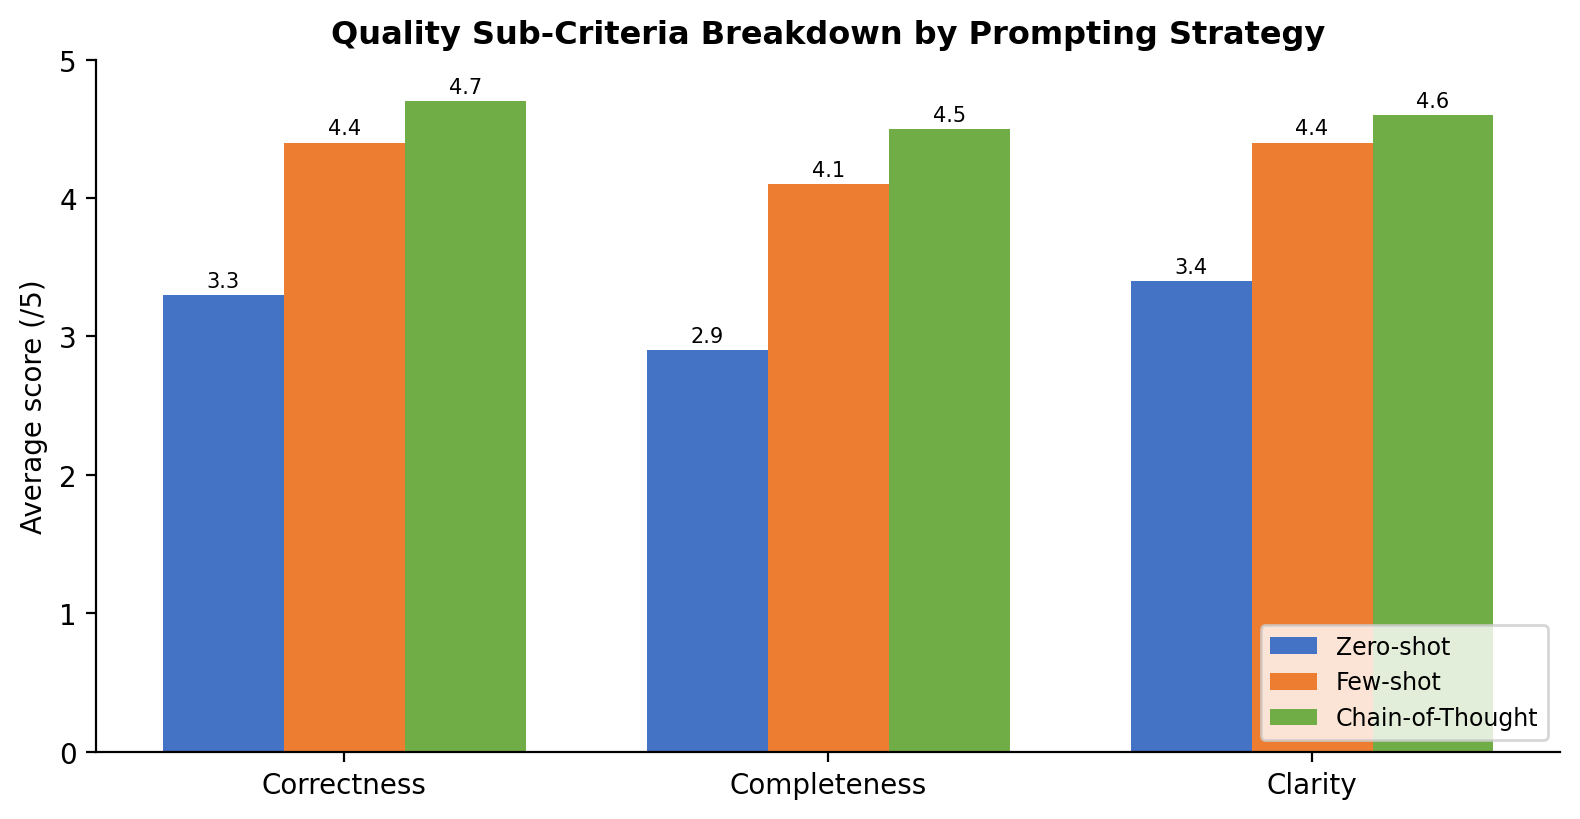 Quality Sub-Criteria Breakdown by Prompting Strategy
Average score (/5)
5
4
3
2
1
0
3.3
4.4
4.7
2.9
4.1
4.5
3.4
4.4
4.6
Correctness
Completeness
Clarity
Zero-shot
Few-shot
Chain-of-Thought